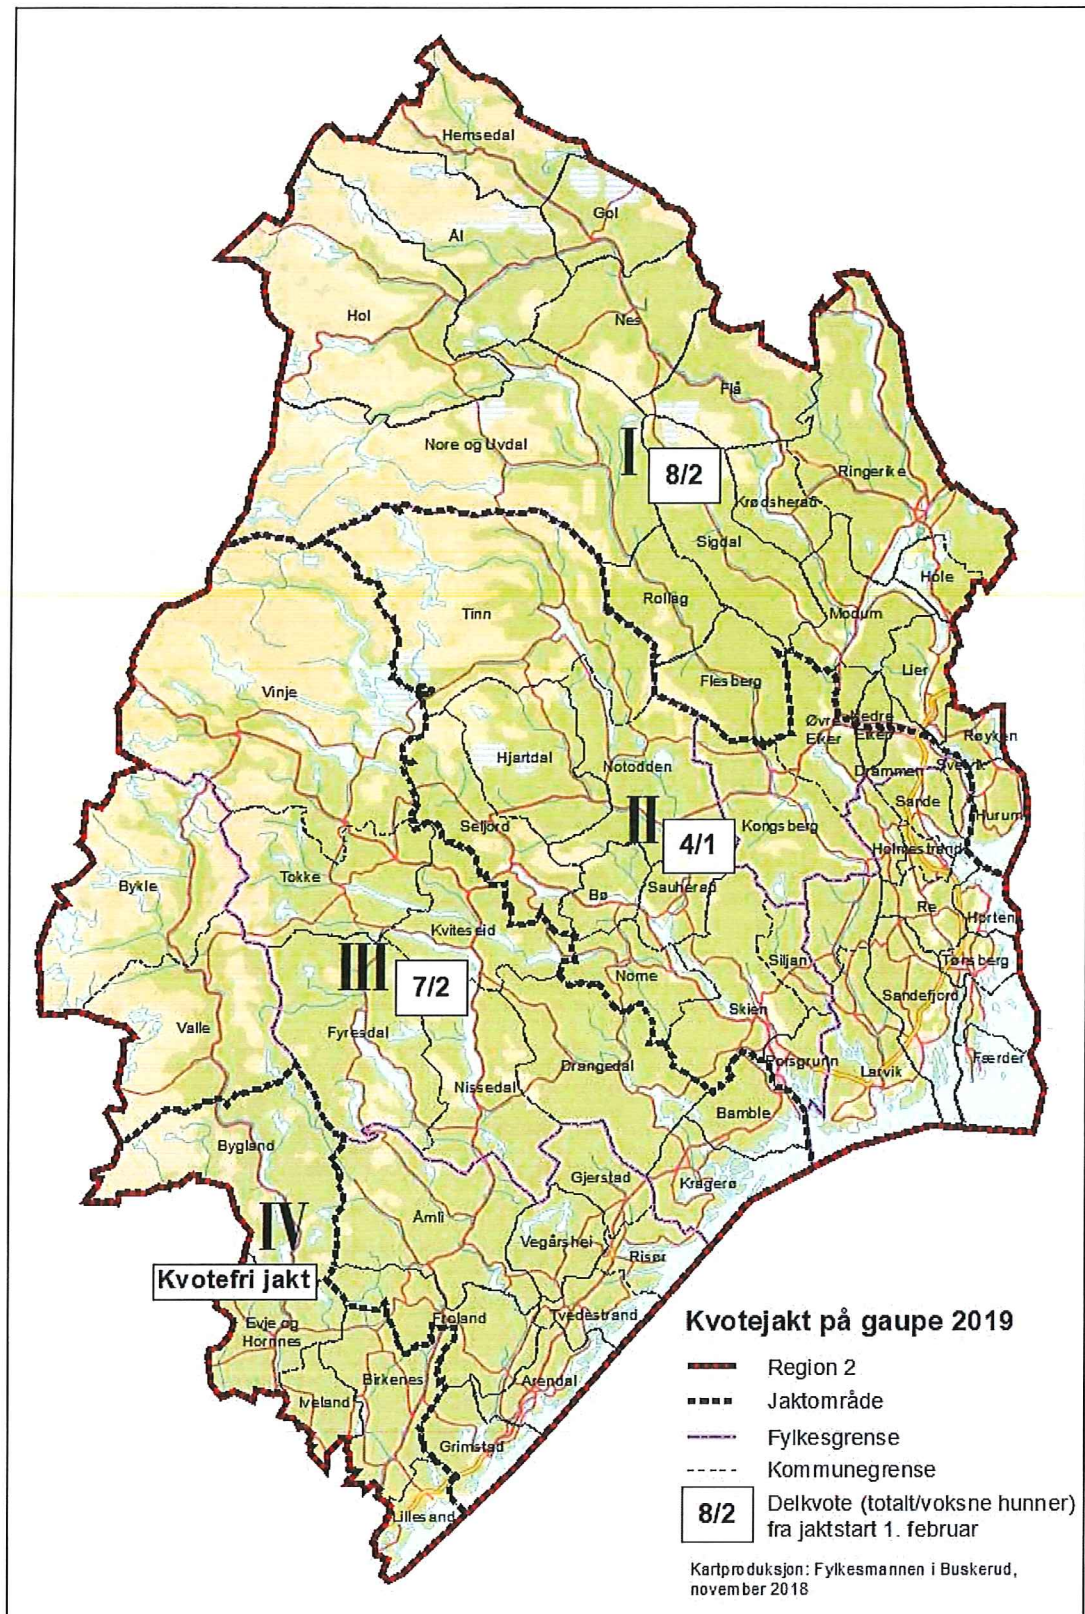 Hemsedal
Gol
Ål
Hol
Nes
Flå
Nore og Uvdal
I
8/2
Ringerike
Krødsherad
Sigdal
Hole
Rollag
Modum
Tinn
Lier
Flesberg
Vinje
Øvre
Eiker
Nedre
Eiker
Røyken
Hjartdal
Notodden
Drammen
Svelvik
Sande
Hurum
II
4/1
Seljord
Kongsberg
Holmestrand
Bykle
Tokke
Bø
Sauherad
Re
Horten
Kviteseid
III
7/2
Nome
Siljan
Tønsberg
Sandefjord
Valle
Fyresdal
Skien
Færder
Drangedal
Porsgrunn
Larvik
Nissedal
Bamble
Bygland
Gjerstad
Kragerø
IV
Åmli
Vegårshei
Risør
Kvotefri jakt
Evje og
Hornnes
Froland
Tvedestrand
Birkenes
Arendal
Iveland
Grimstad
Lillesand
Kvotejakt på gaupe 2019
Region 2
Jaktområde
Fylkesgrense
Kommunegrense
8/2
Delkvote (totalt/voksne hunner)
fra jaktstart 1. februar
Kartproduksjon: Fylkesmannen i Buskerud,
november 2018